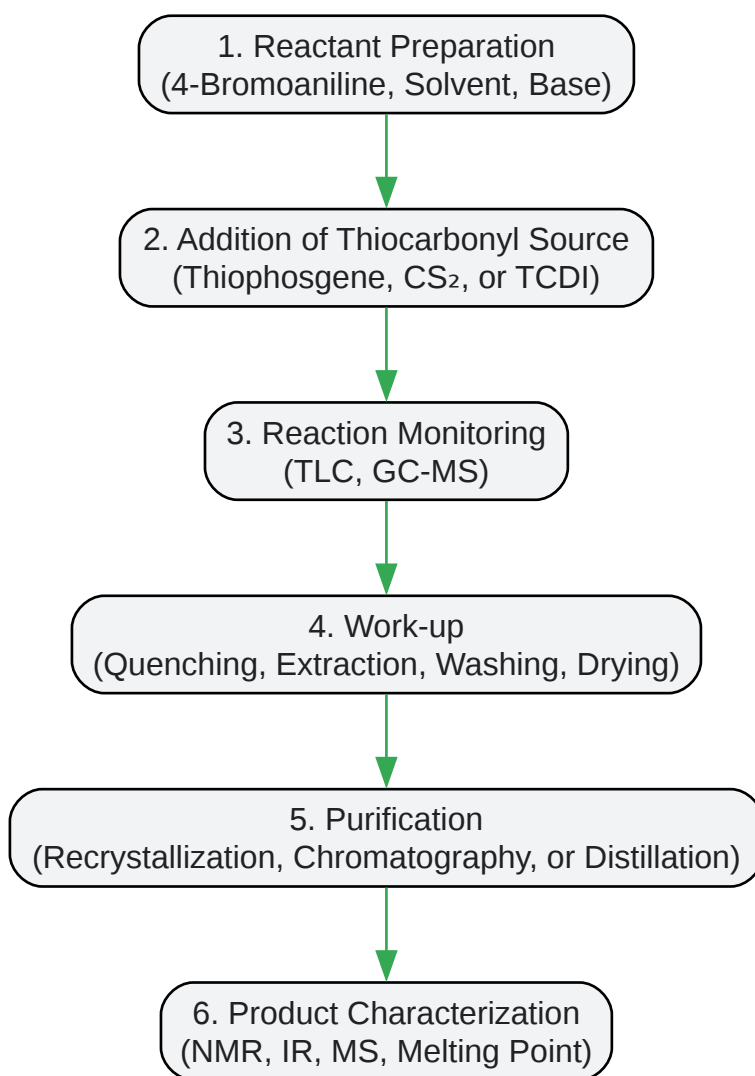 1. Reactant Preparation
(4-Bromoaniline, Solvent, Base)
2. Addition of Thiocarbonyl Source
(Thiophosgene, CS₂, or TCDI)
3. Reaction Monitoring
(TLC, GC-MS)
4. Work-up
(Quenching, Extraction, Washing, Drying)
5. Purification
(Recrystallization, Chromatography, or Distillation)
6. Product Characterization
(NMR, IR, MS, Melting Point)